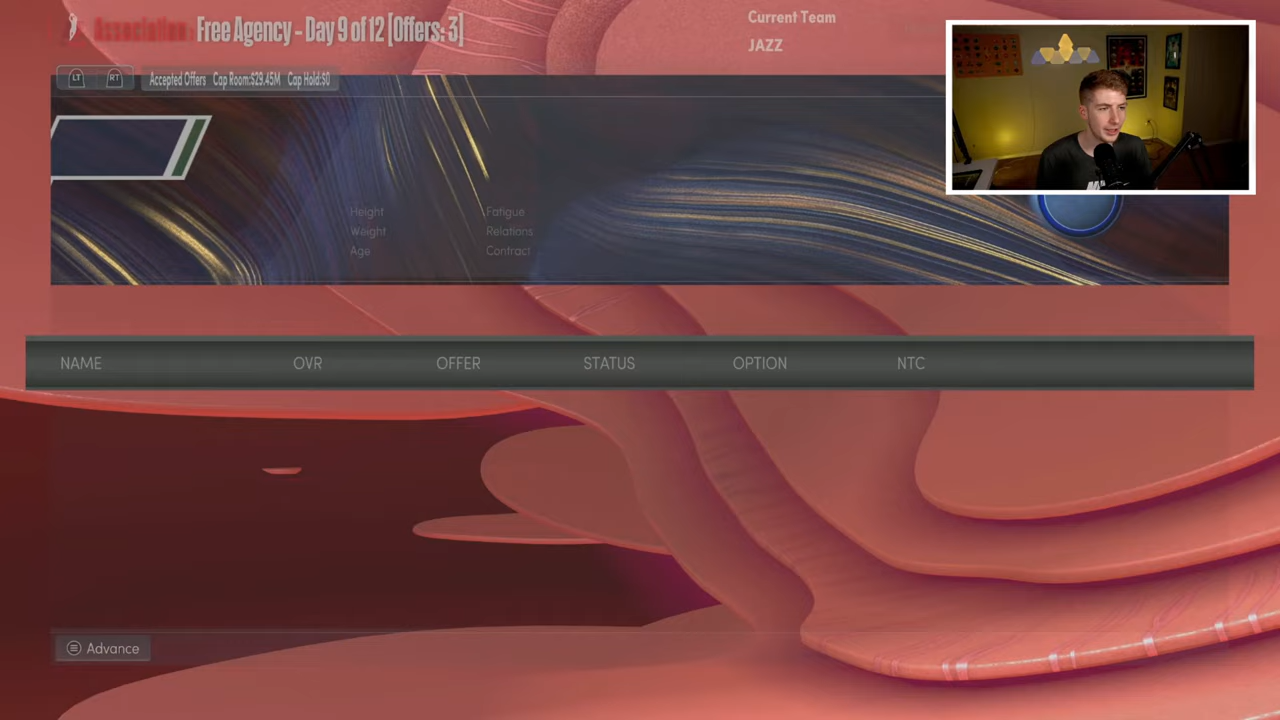 Association: Free Agency - Day 9 of 12 [Offers: 3]
Current Team
JAZZ
LT RT Accepted Offers Cap Room:$29.45M Cap Hold:$0
Height Fatigue
Weight Relations
Age Contract
NAME OVR OFFER STATUS OPTION NTC
Advance